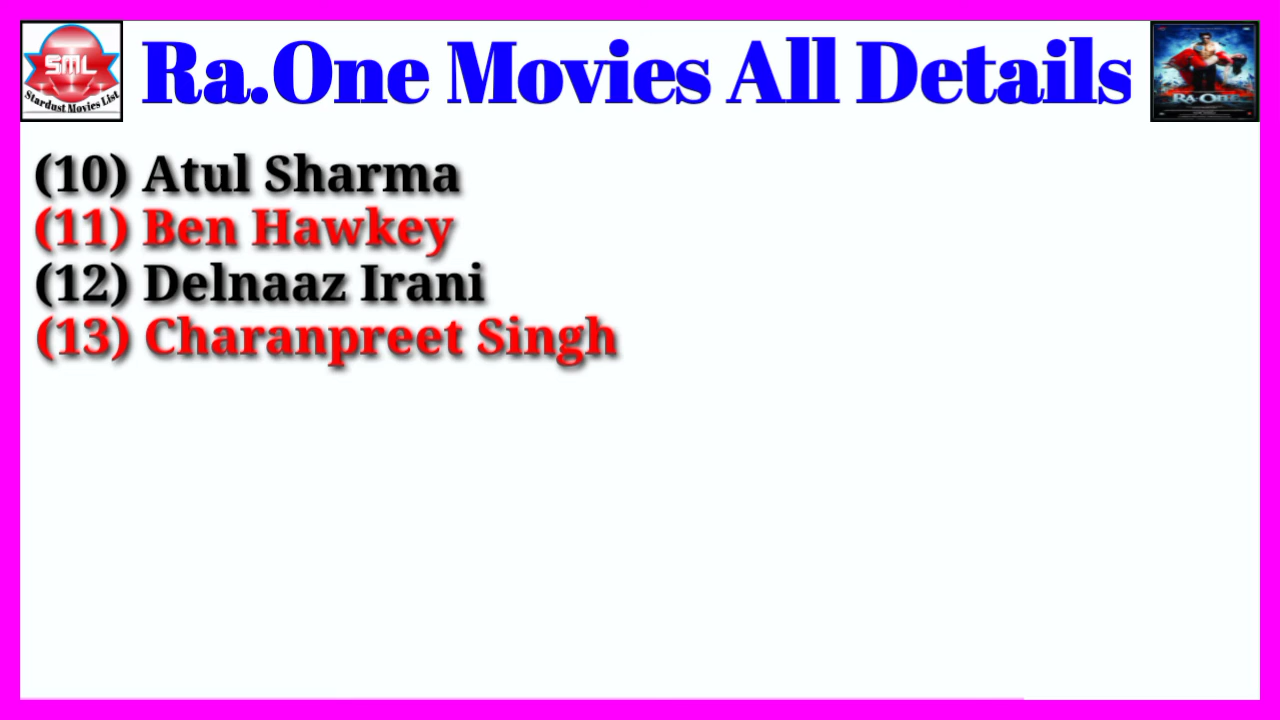 SML
Stardust Movies List
Ra.One Movies All Details
RA.ONE
(10) Atul Sharma
(11) Ben Hawkey
(12) Delnaaz Irani
(13) Charanpreet Singh